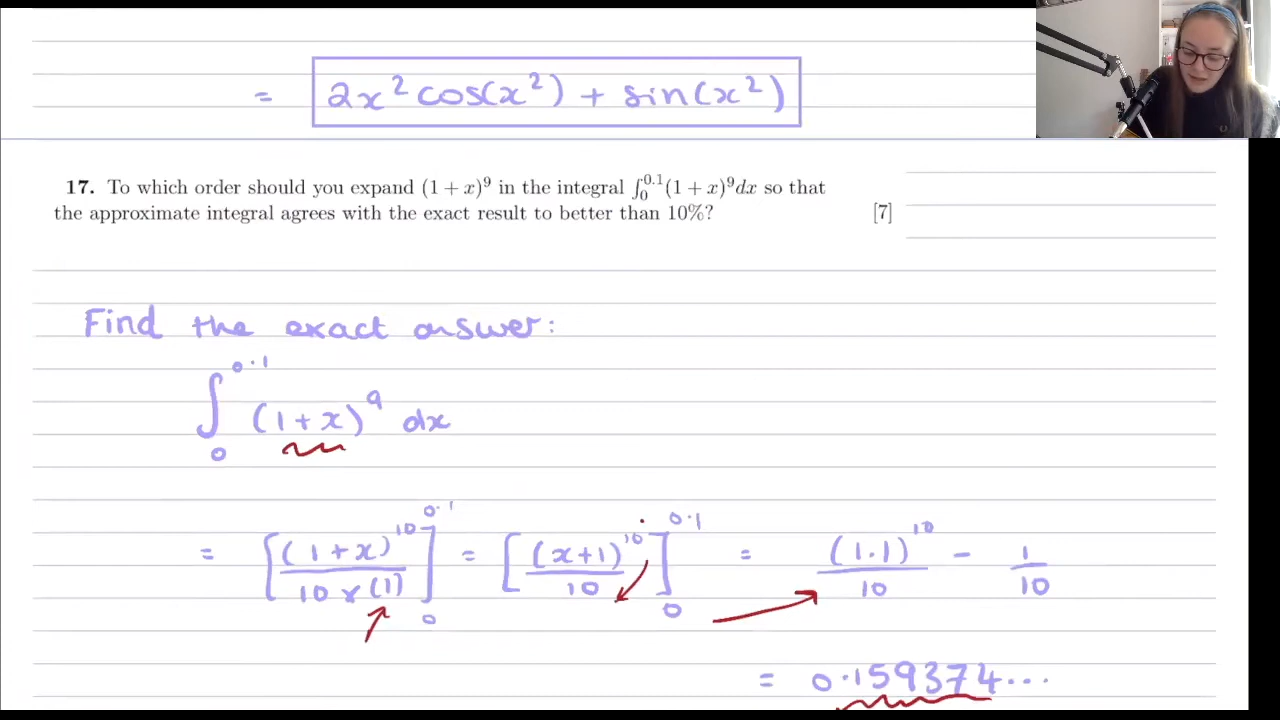 = 2x² cos(x²) + sin(x²)
17. To which order should you expand (1 + x)⁹ in the integral ∫₀^0.1 (1 + x)⁹dx so that
the approximate integral agrees with the exact result to better than 10%? [7]
Find the exact answer:
∫₀^0.1 (1+x)⁹ dx
= [(1+x)¹⁰ / 10×(1)]₀^0.1 = [(x+1)¹⁰ / 10]₀^0.1 = (1.1)¹⁰ / 10 − 1/10
= 0.159374...